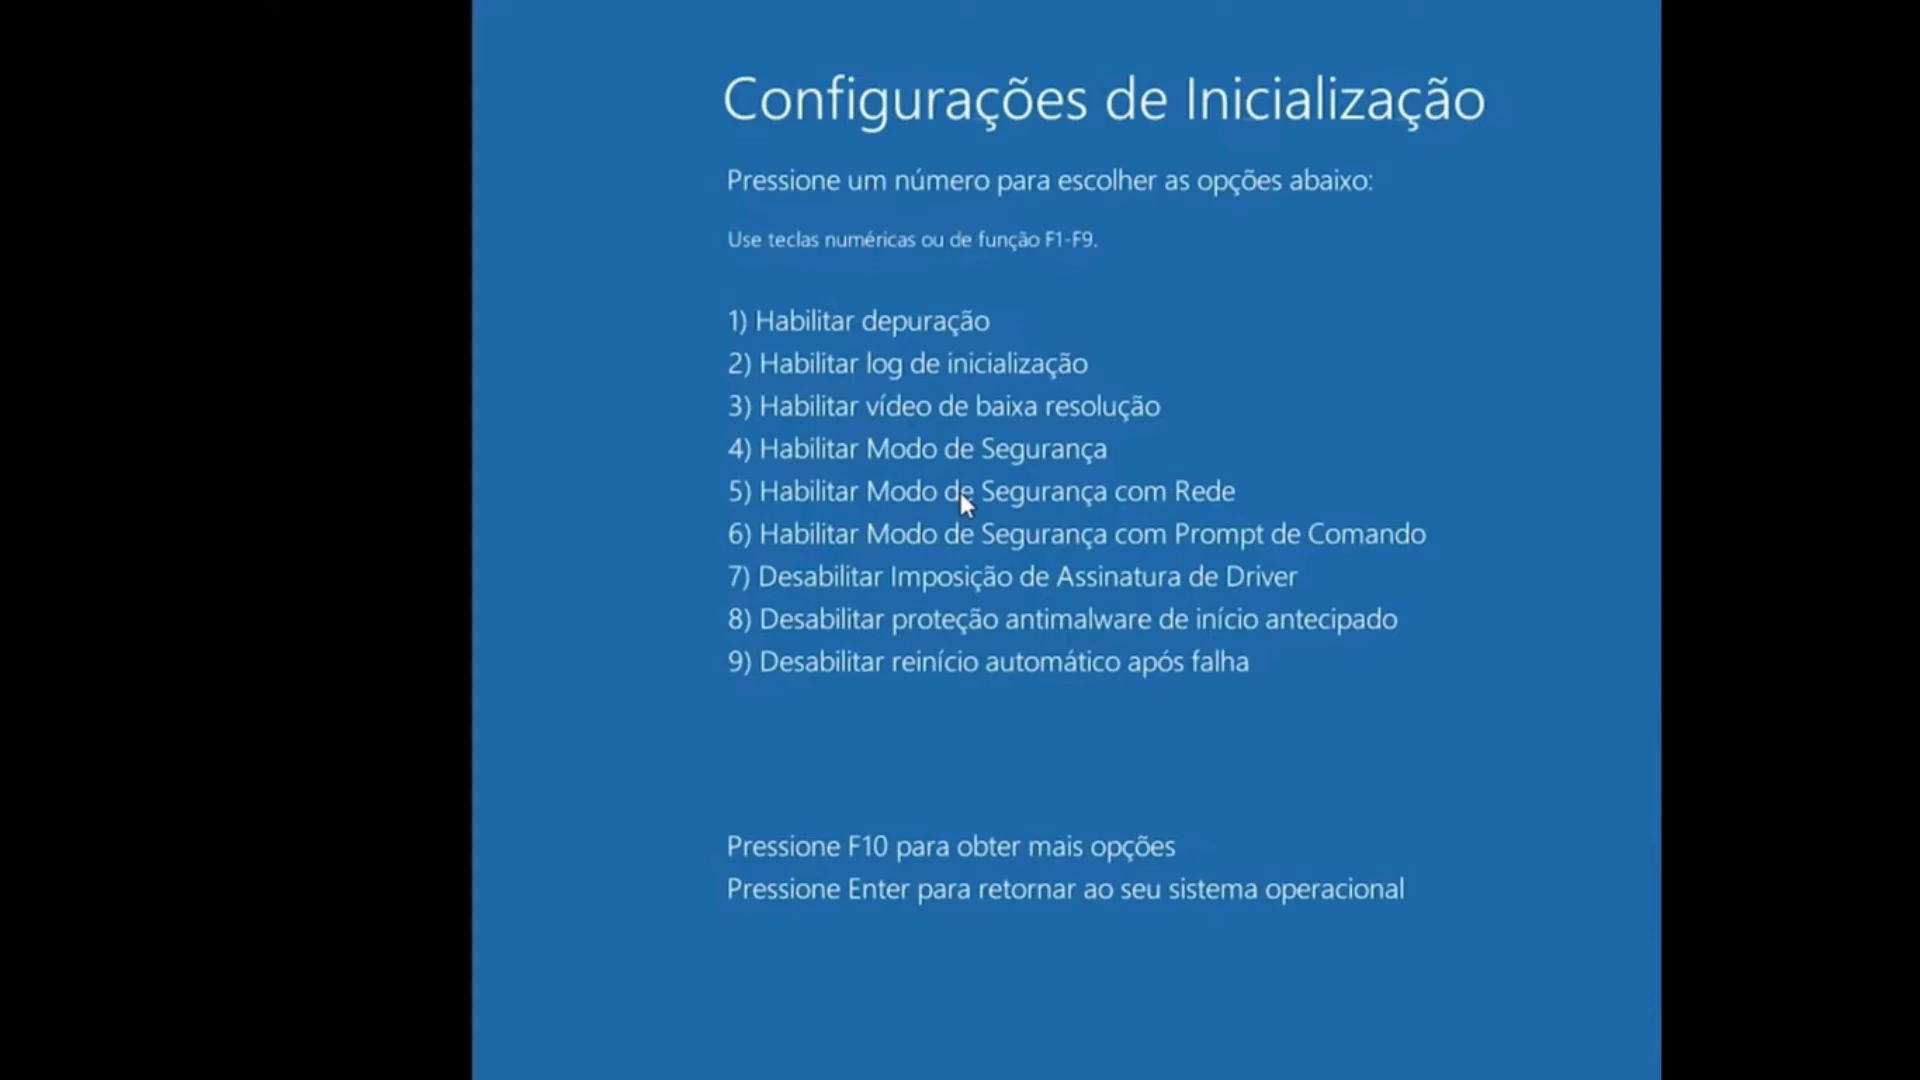 Configurações de Inicialização
Pressione um número para escolher as opções abaixo:
Use teclas numéricas ou de função F1-F9.
1) Habilitar depuração
2) Habilitar log de inicialização
3) Habilitar vídeo de baixa resolução
4) Habilitar Modo de Segurança
5) Habilitar Modo de Segurança com Rede
6) Habilitar Modo de Segurança com Prompt de Comando
7) Desabilitar Imposição de Assinatura de Driver
8) Desabilitar proteção antimalware de início antecipado
9) Desabilitar reinício automático após falha
Pressione F10 para obter mais opções
Pressione Enter para retornar ao seu sistema operacional